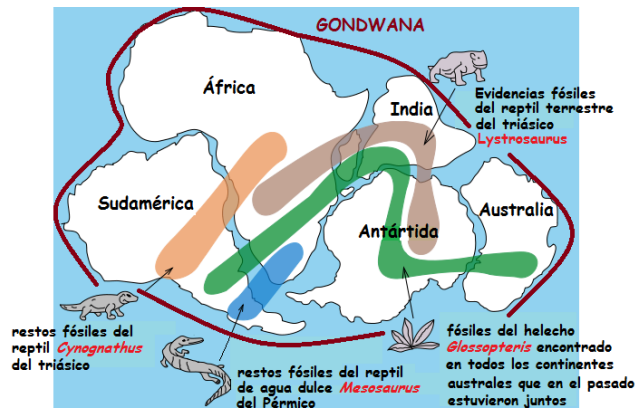 GONDWANA
África
India
Evidencias fósiles
del reptil terrestre
del triásico
Lystrosaurus
Sudamérica
Antártida
Australia
restos fósiles del
reptil Cynognathus
del triásico
restos fósiles del reptil
de agua dulce Mesosaurus
del Pérmico
fósiles del helecho
Glossopteris encontrado
en todos los continentes
australes que en el pasado
estuvieron juntos